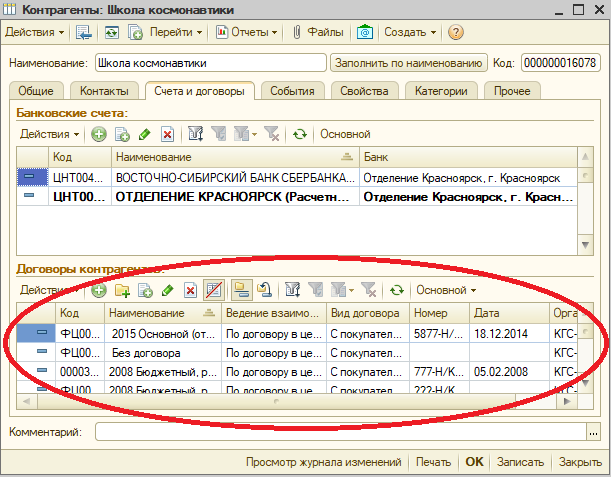 Контрагенты: Школа космонавтики
Действия Перейти Отчеты Файлы Создать
Наименование: Школа космонавтики Заполнить по наименованию Код: 000000016078
Общие Контакты Счета и договоры События Свойства Категории Прочее
Банковские счета:
Действия Основной
Код Наименование Банк
ЦНТ004... ВОСТОЧНО-СИБИРСКИЙ БАНК СБЕРБАНКА... Отделение Красноярск, г. Красноярск
ЦНТ00... ОТДЕЛЕНИЕ КРАСНОЯРСК (Расчетн... Отделение Красноярск, г. Красн...
Договоры контрагентов:
Действия Основной
Код Наименование Ведение взаимо... Вид договора Номер Дата Орга
ФЦ00... 2015 Основной (от... По договору в це... С покупател... 5877-Н/... 18.12.2014 КГС-
ФЦ00... Без договора По договору в це... С покупател... КГС-
00003... 2008 Бюджетный, р... По договору в це... С покупател... 777-Н/К... 05.02.2008 КГС-
ФЦ00... 2008 Бюджетный, р... По договору в це... С покупател... ???-Н/К... КГС-
Комментарий: ...
Просмотр журнала изменений Печать OK Записать Закрыть